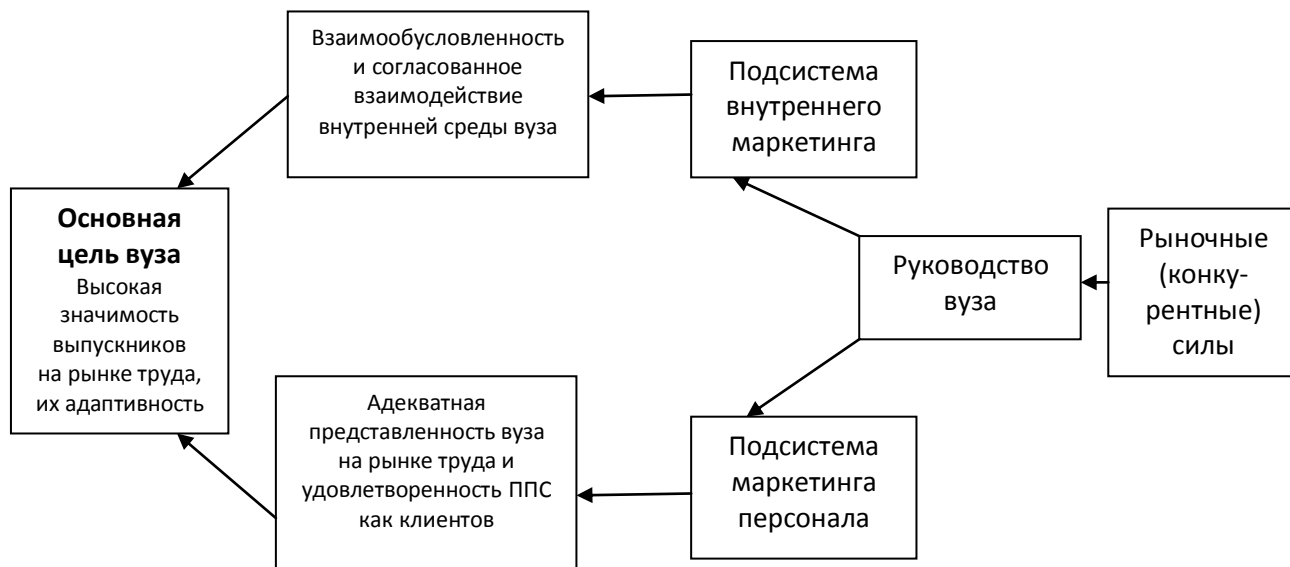 Взаимообусловленность
и согласованное
взаимодействие
внутренней среды вуза
Подсистема
внутреннего
маркетинга
Основная
цель вуза
Высокая
значимость
выпускников
на рынке труда,
их адаптивность
Руководство
вуза
Рыночные
(конку-
рентные)
силы
Адекватная
представленность вуза
на рынке труда и
удовлетворенность ППС
как клиентов
Подсистема
маркетинга
персонала